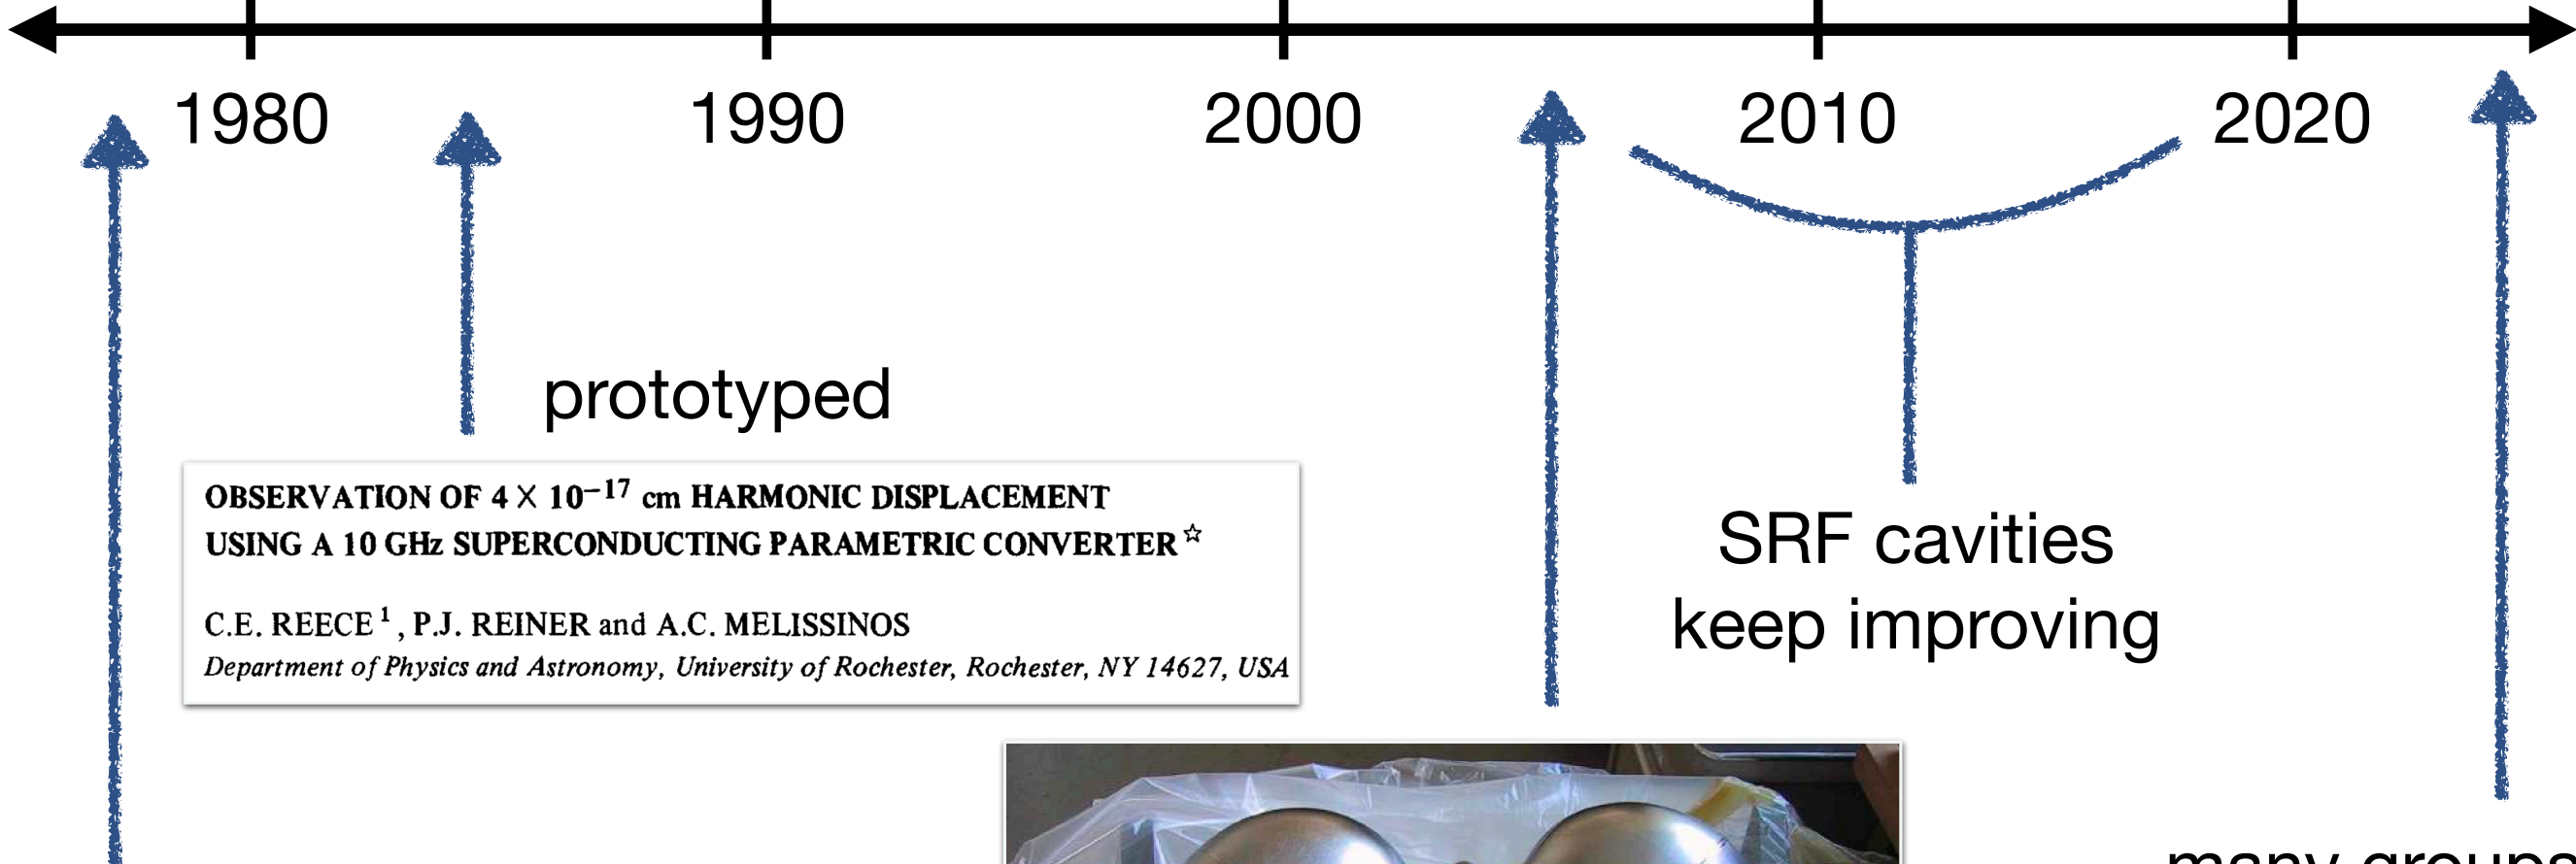 1980 1990 2000 2010 2020
prototyped
OBSERVATION OF 4 × 10⁻¹⁷ cm HARMONIC DISPLACEMENT
USING A 10 GHz SUPERCONDUCTING PARAMETRIC CONVERTER ☆
C.E. REECE ¹, P.J. REINER and A.C. MELISSINOS
Department of Physics and Astronomy, University of Rochester, Rochester, NY 14627, USA
SRF cavities
keep improving
many groups